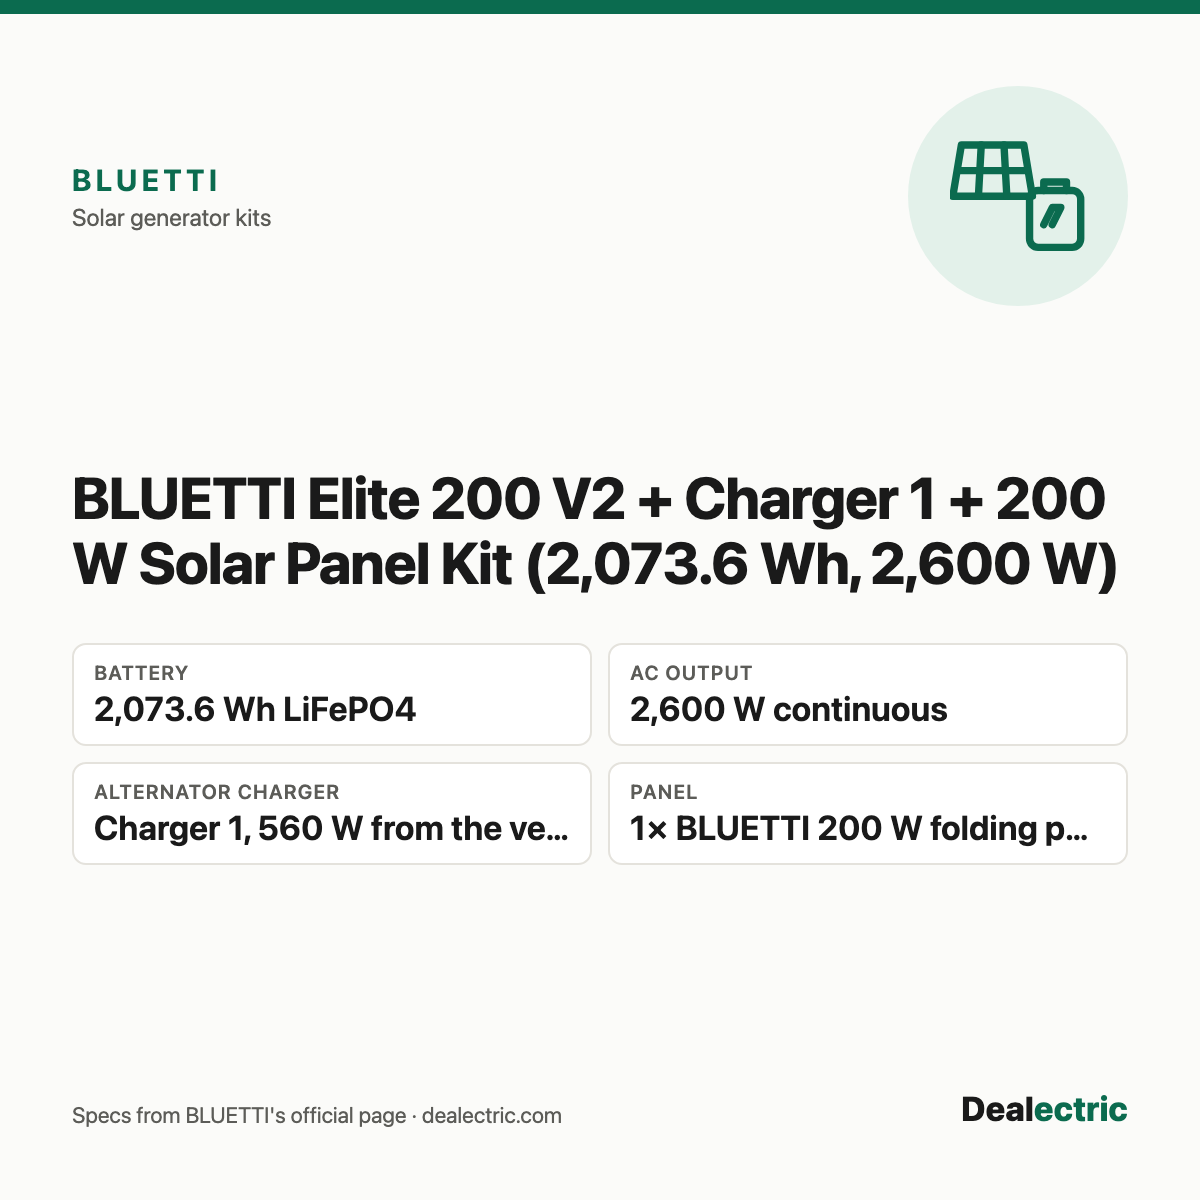 BLUETTI
Solar generator kits
BLUETTI Elite 200 V2 + Charger 1 + 200
W Solar Panel Kit (2,073.6 Wh, 2,600 W)
BATTERY
2,073.6 Wh LiFePO4
AC OUTPUT
2,600 W continuous
ALTERNATOR CHARGER
Charger 1, 560 W from the ve...
PANEL
1× BLUETTI 200 W folding p...
Specs from BLUETTI's official page · dealectric.com
Dealectric